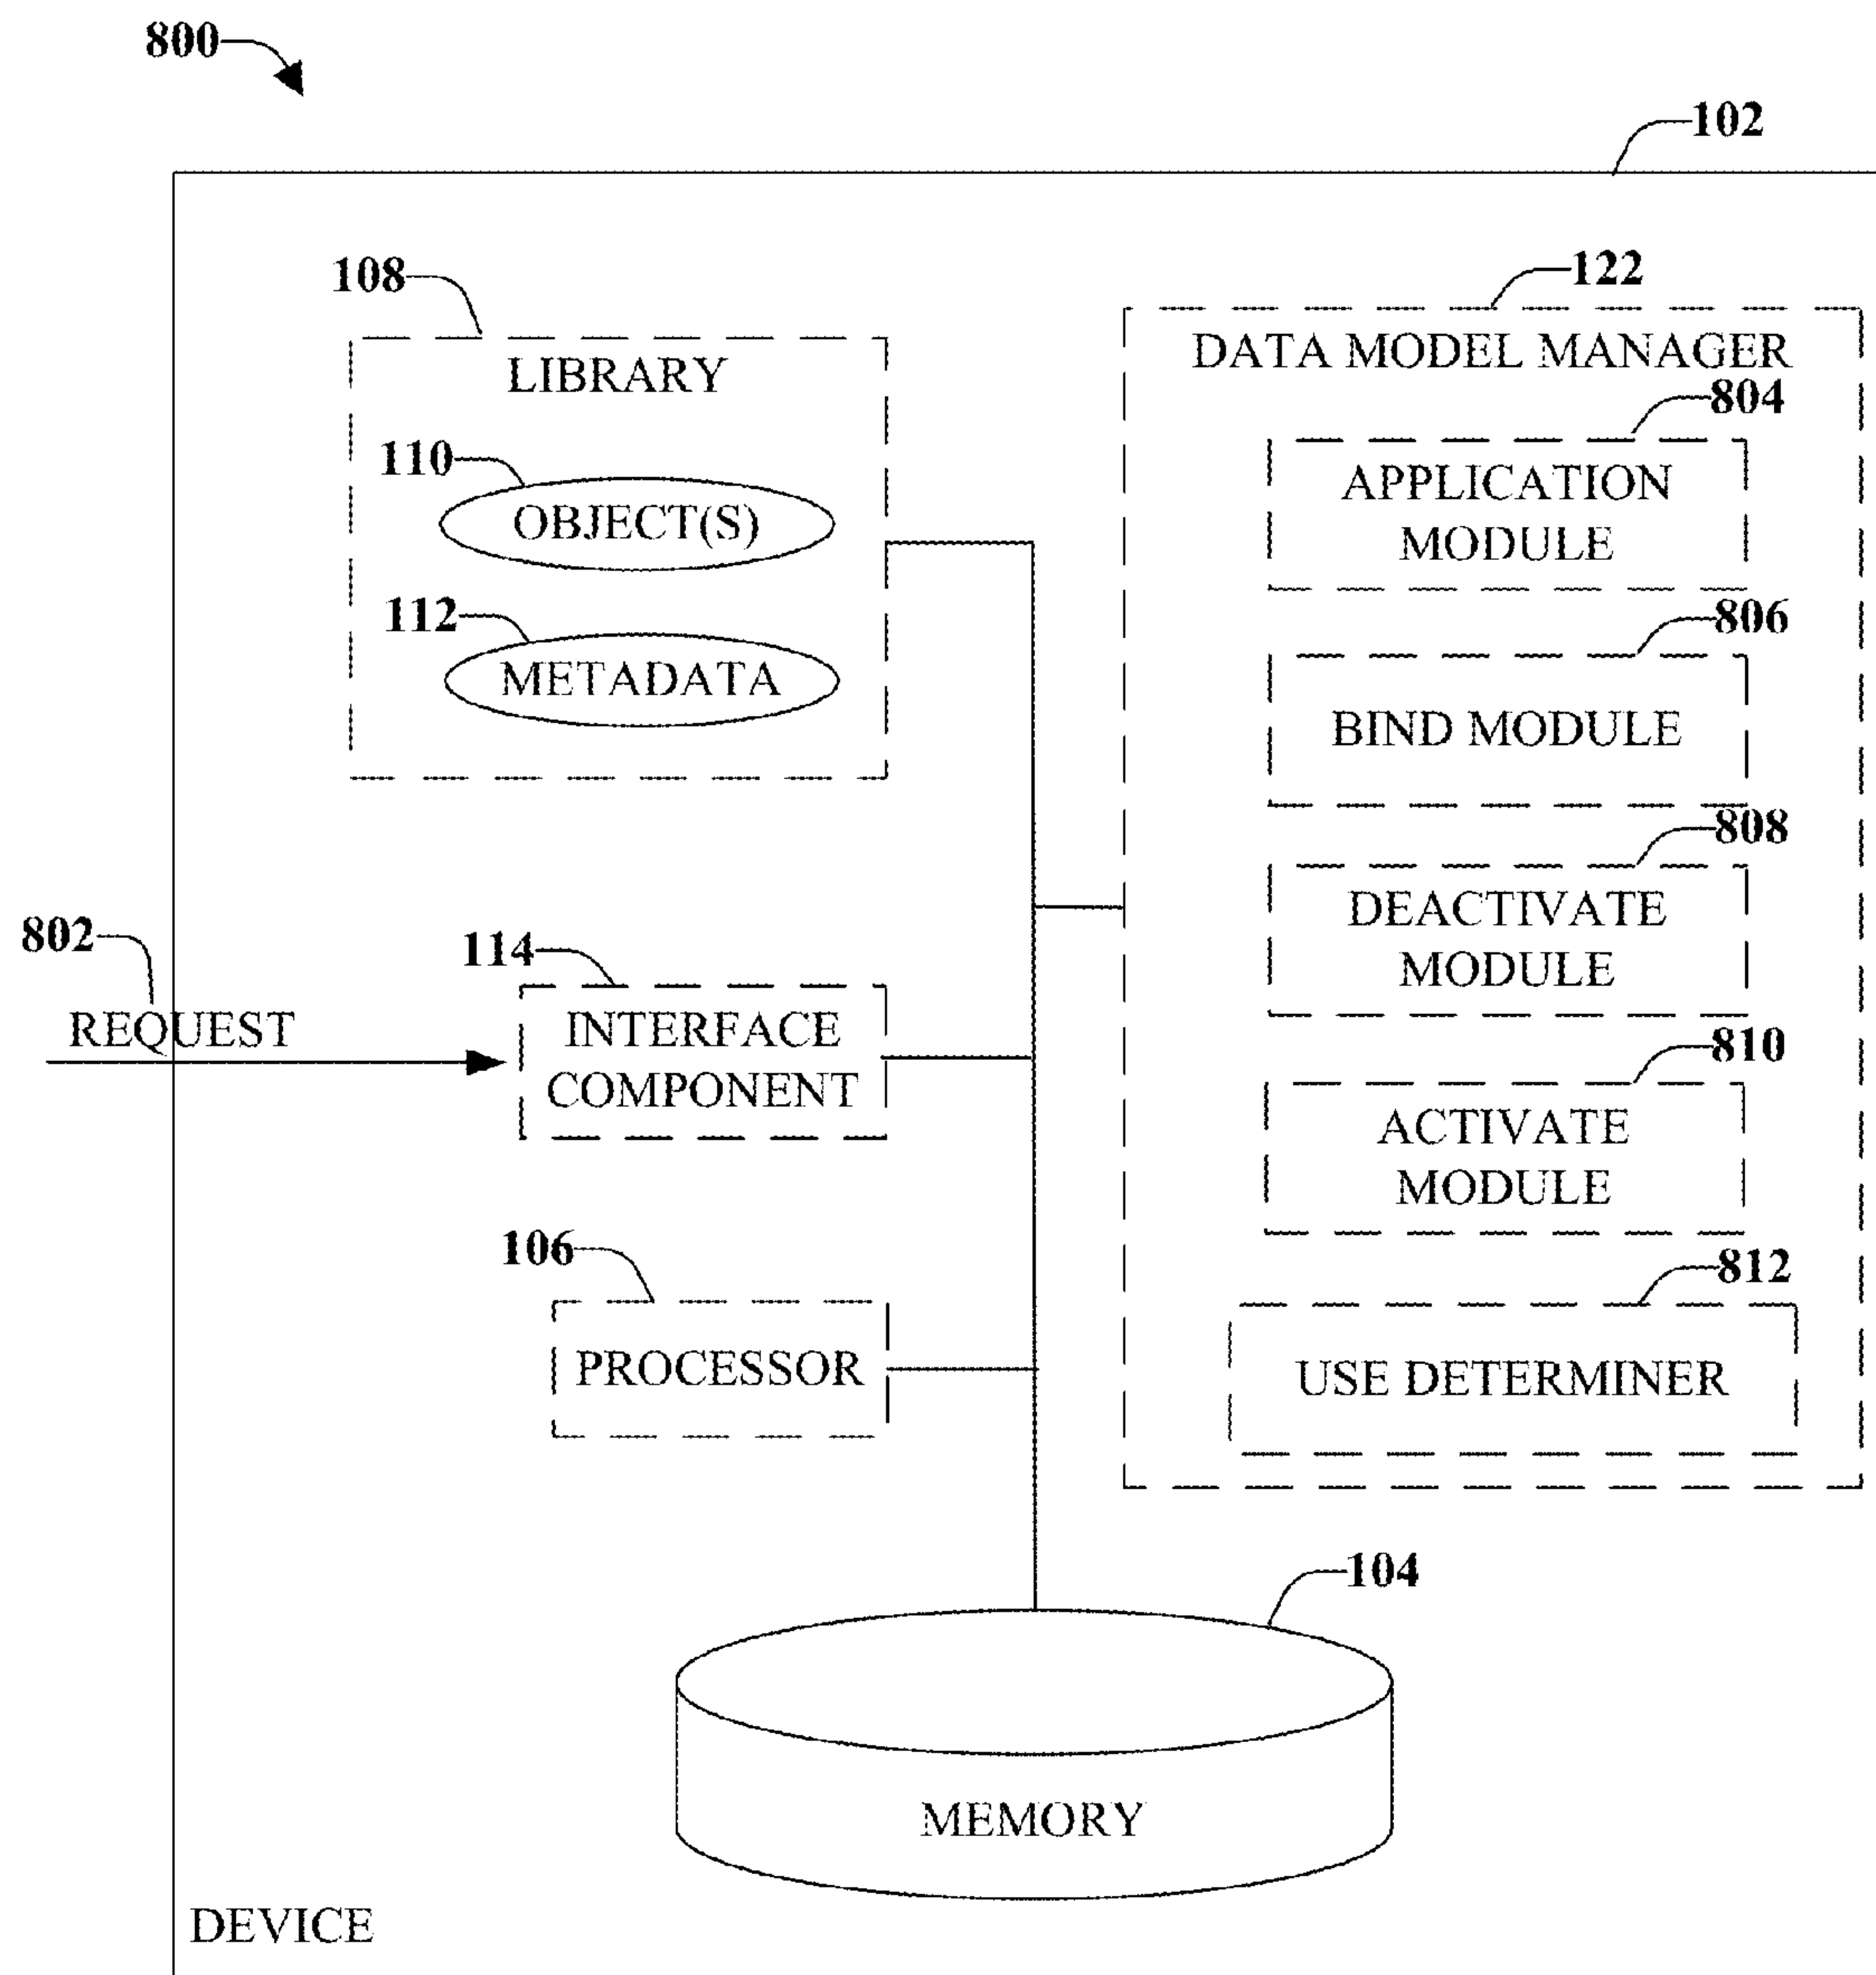 800
102
108
122
LIBRARY
DATA MODEL MANAGER
804
110
OBJECT(S)
APPLICATION
MODULE
112
METADATA
806
BIND MODULE
808
DEACTIVATE
MODULE
802
REQUEST
114
INTERFACE
COMPONENT
810
ACTIVATE
MODULE
106
PROCESSOR
812
USE DETERMINER
104
MEMORY
DEVICE